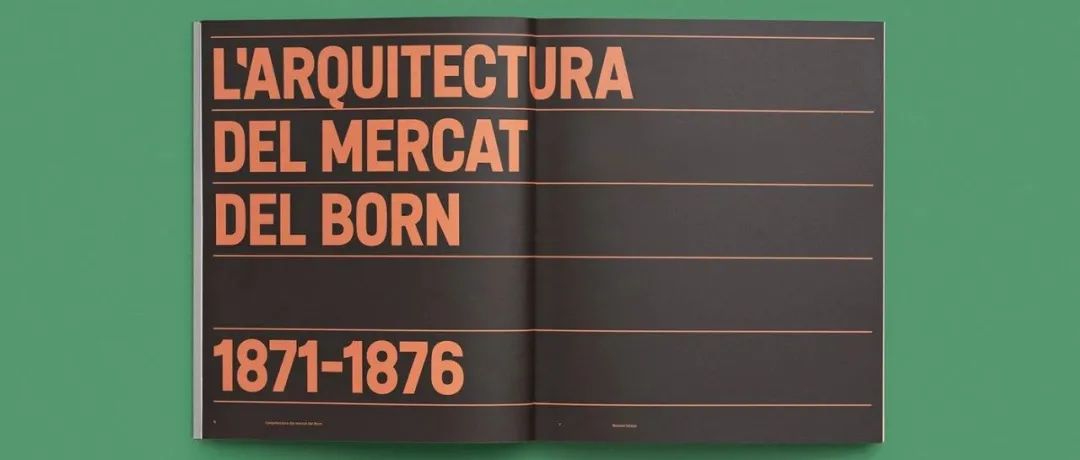 L'ARQUITECTURA
DEL MERCAT
DEL BORN
1871-1876